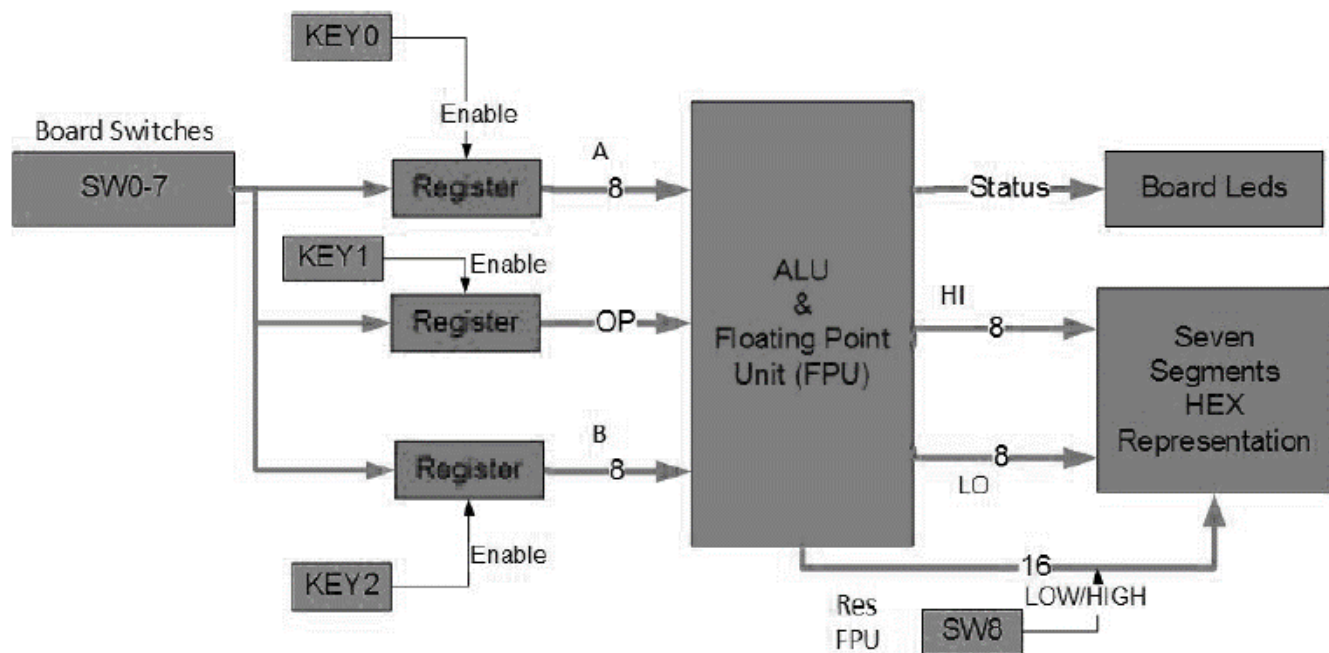 KEY0
Enable
Board Switches
SW0-7
Register
A
8
Status
Board Leds
KEY1
Enable
Register
OP
ALU
&
Floating Point
Unit (FPU)
HI
8
Seven
Segments
HEX
Representation
B
Register
8
8
LO
Enable
KEY2
16
LOW/HIGH
Res
FPU
SW8